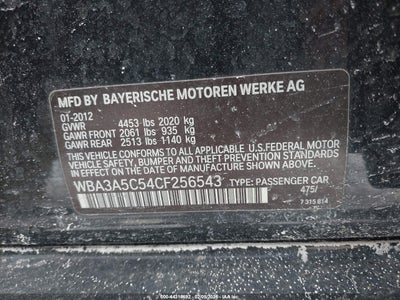 MFD BY BAYERISCHE MOTOREN WERKE AG
01-2012
GVWR 4453 lbs 2020 kg
GAWR FRONT 2061 lbs 935 kg
GAWR REAR 2513 lbs 1140 kg
THIS VEHICLE CONFORMS TO ALL APPLICABLE U.S.FEDERAL MOTOR
VEHICLE SAFETY, BUMPER, AND THEFT PREVENTION STANDARDS
IN EFFECT ON THE DATE OF MANUFACTURE SHOWN ABOVE.
WBA3A5C54CF256543 TYPE: PASSENGER CAR
475/
7 315 814